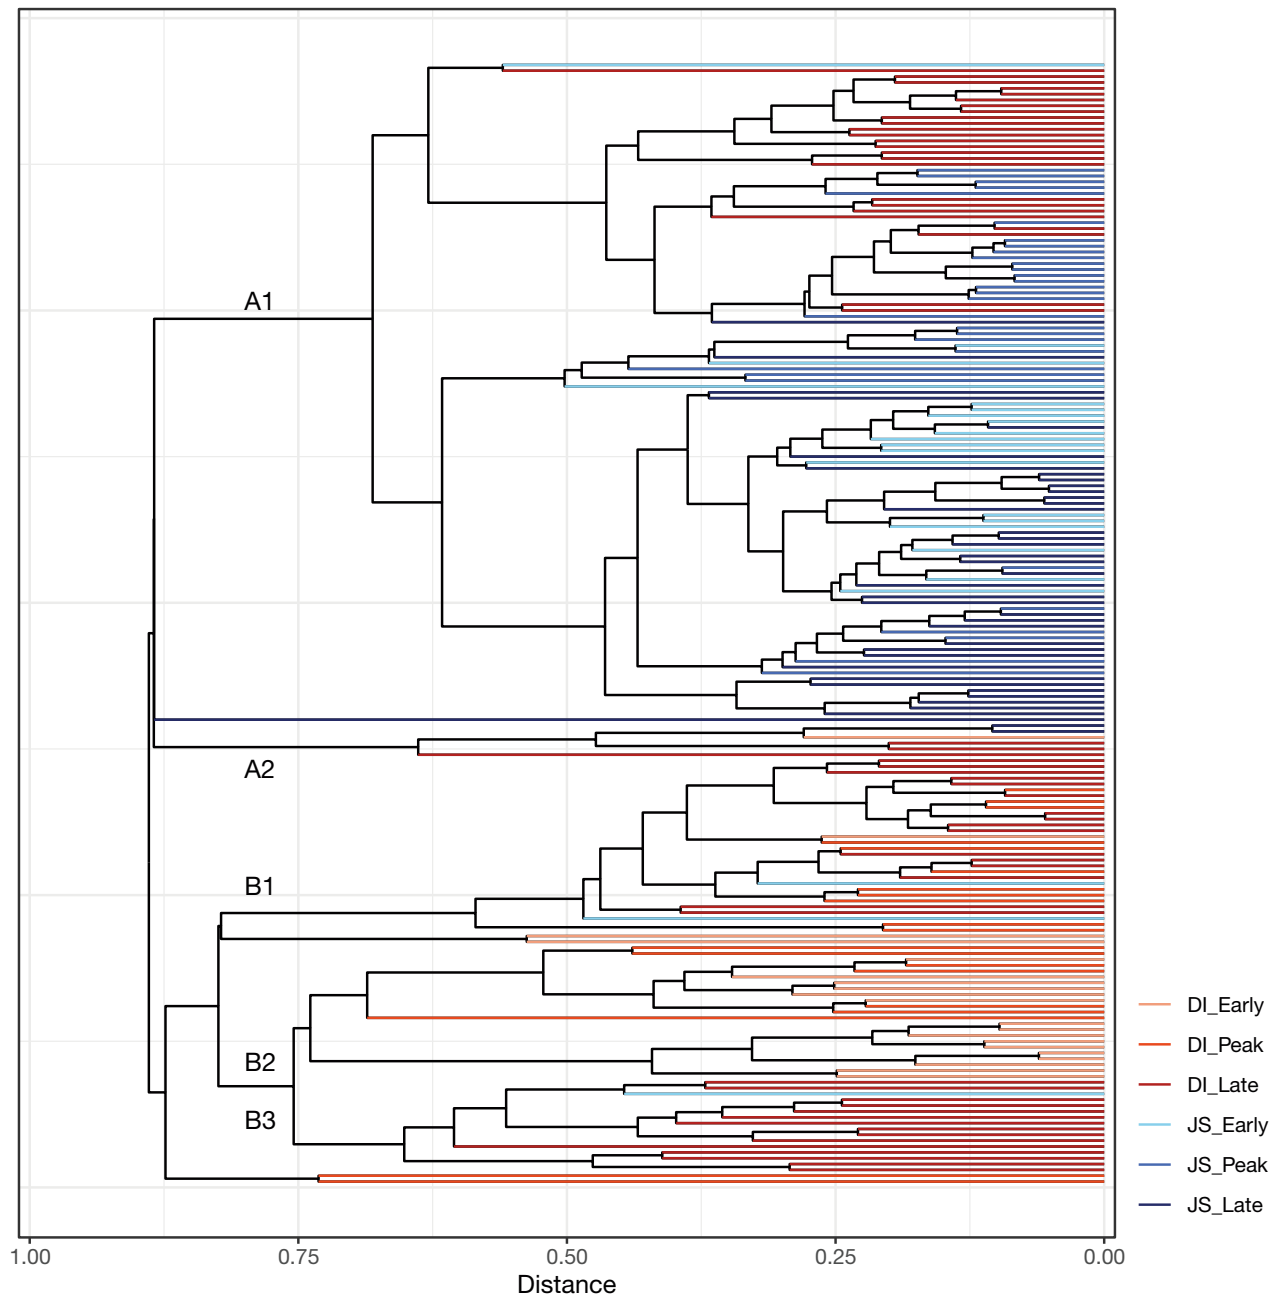 A1
A2
B1
B2
B3
DI_Early
DI_Peak
DI_Late
JS_Early
JS_Peak
JS_Late
1.00 0.75 0.50 0.25 0.00
Distance